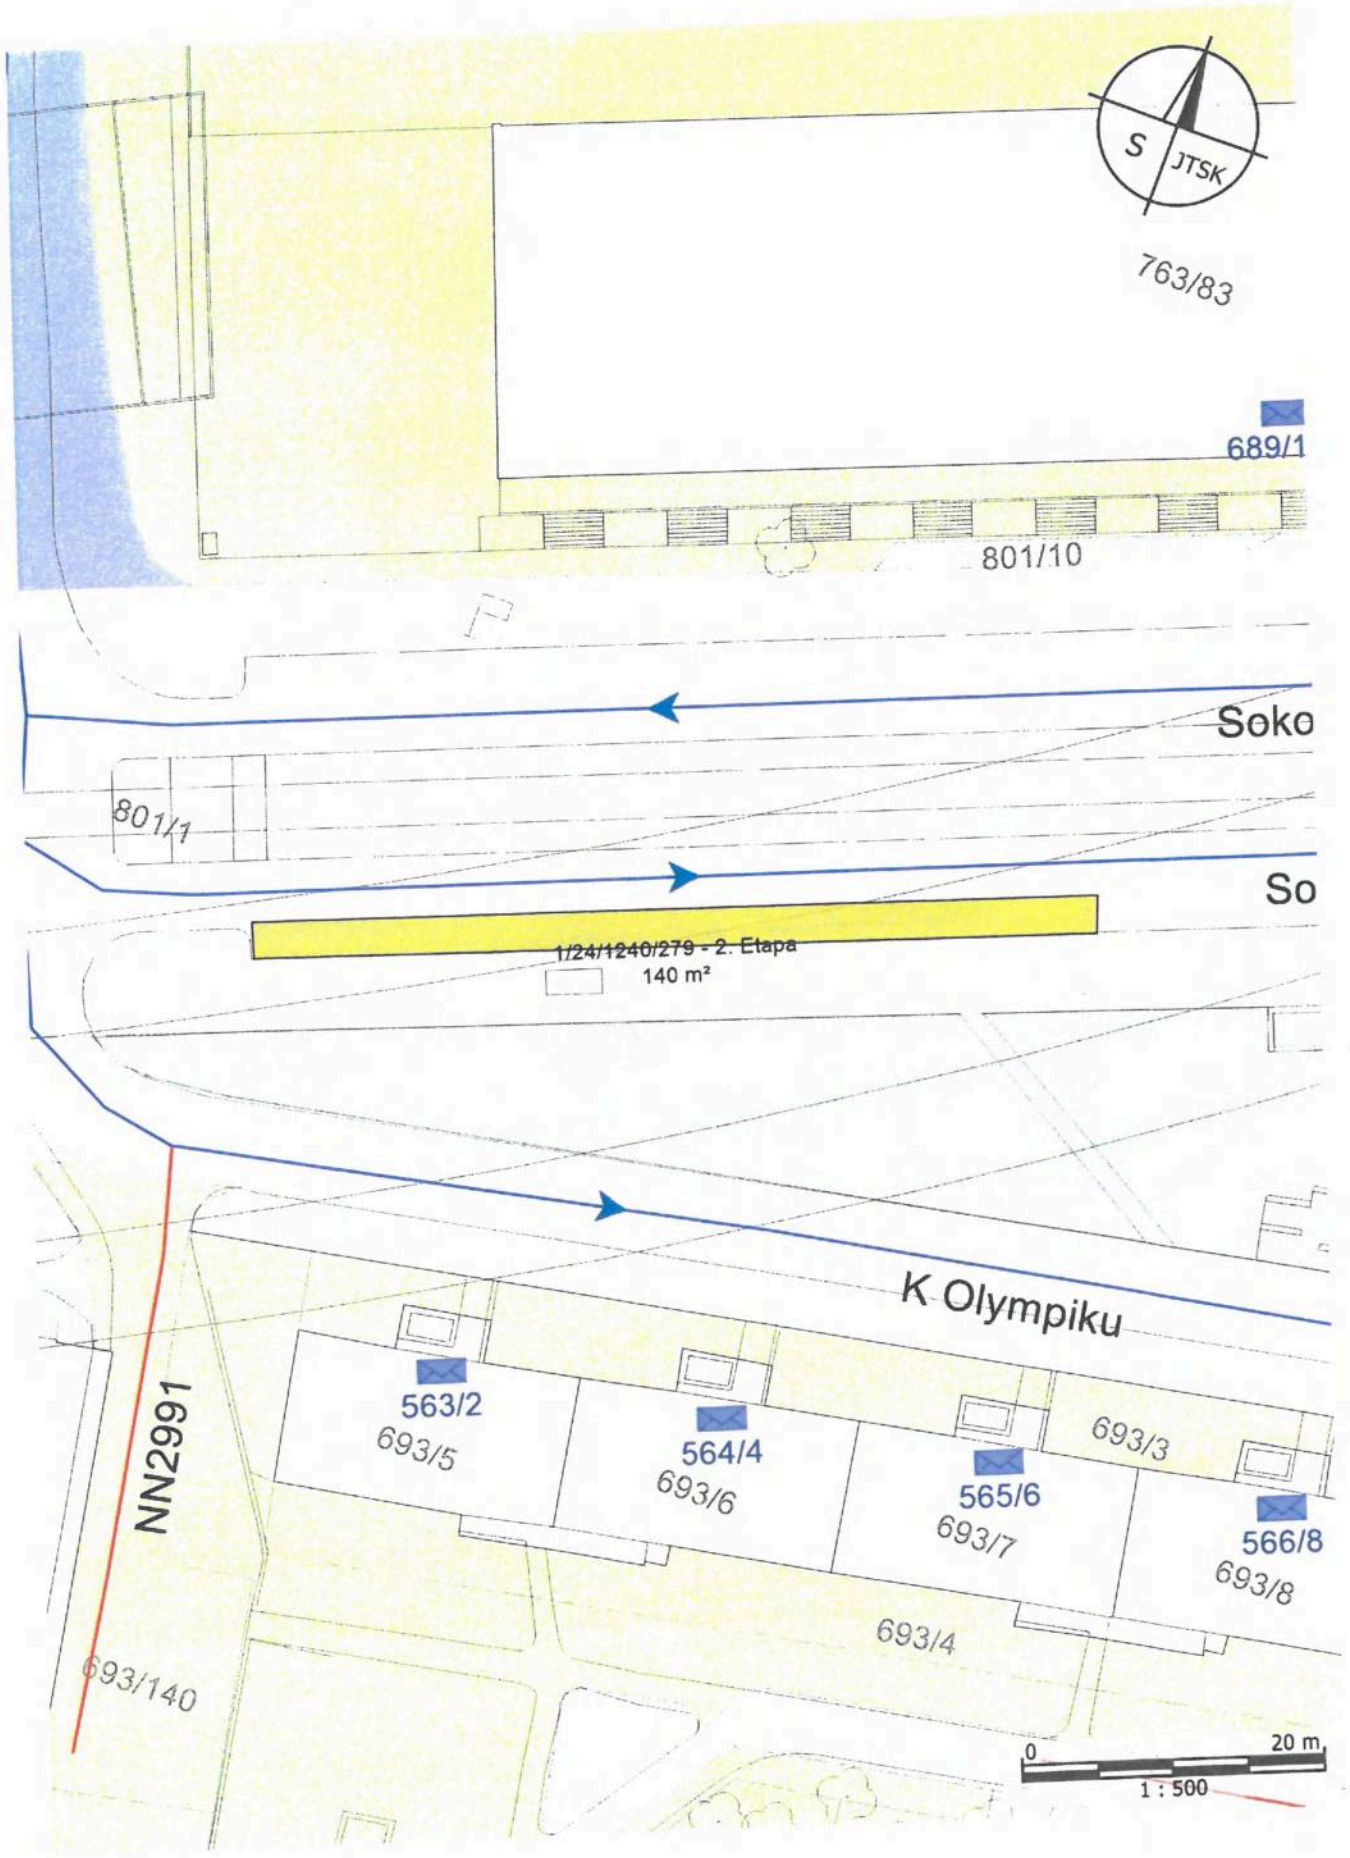 S JTSK
763/83
689/1
801/10
Soko
801/1
So
1/24/1240/279 - 2. Etapa
140 m²
K Olympiku
NN2991
563/2
693/5
564/4
693/6
565/6
693/7
693/3
566/8
693/8
693/4
693/140
0 20 m
1 : 500